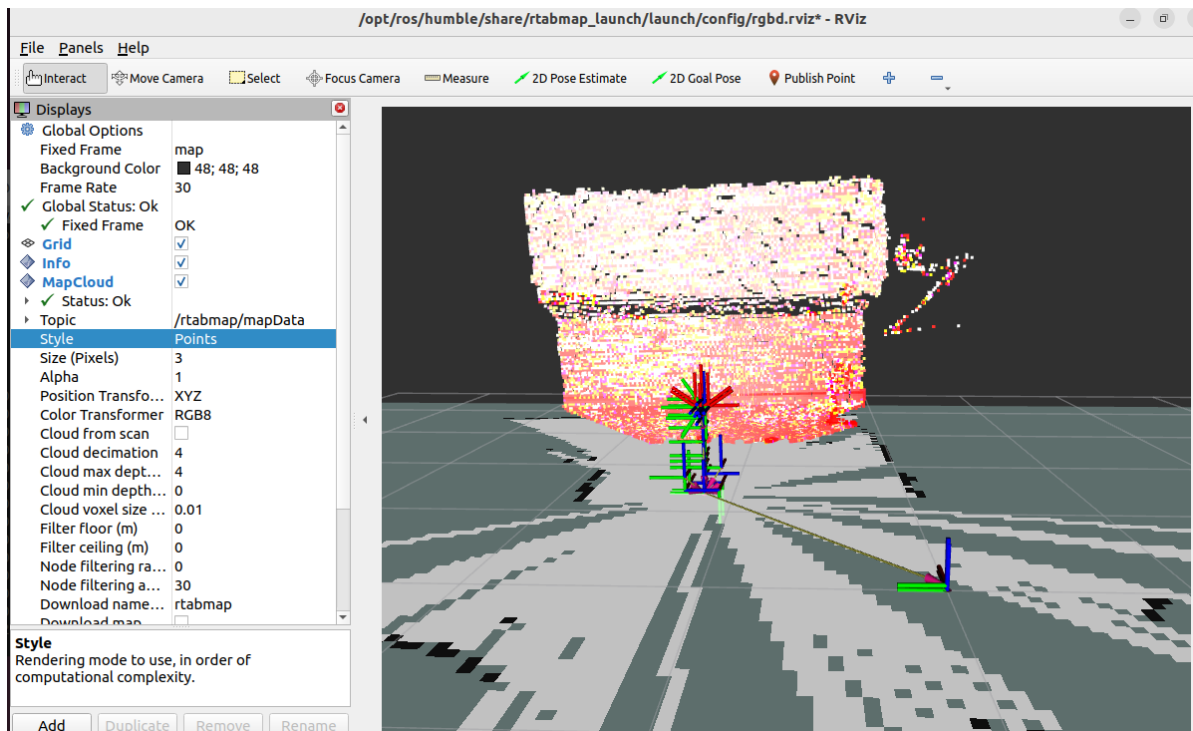 /opt/ros/humble/share/rtabmap_launch/launch/config/rgbd.rviz* - RViz
File Panels Help
Interact Move Camera Select Focus Camera Measure 2D Pose Estimate 2D Goal Pose Publish Point
Displays
Global Options
Fixed Frame map
Background Color 48; 48; 48
Frame Rate 30
Global Status: Ok
Fixed Frame OK
Grid
Info
MapCloud
Status: Ok
Topic /rtabmap/mapData
Style Points
Size (Pixels) 3
Alpha 1
Position Transfo... XYZ
Color Transformer RGB8
Cloud from scan
Cloud decimation 4
Cloud max dept... 4
Cloud min depth... 0
Cloud voxel size ... 0.01
Filter floor (m) 0
Filter ceiling (m) 0
Node filtering ra... 0
Node filtering a... 30
Download name... rtabmap
Download map
Style
Rendering mode to use, in order of
computational complexity.
Add Duplicate Remove Rename